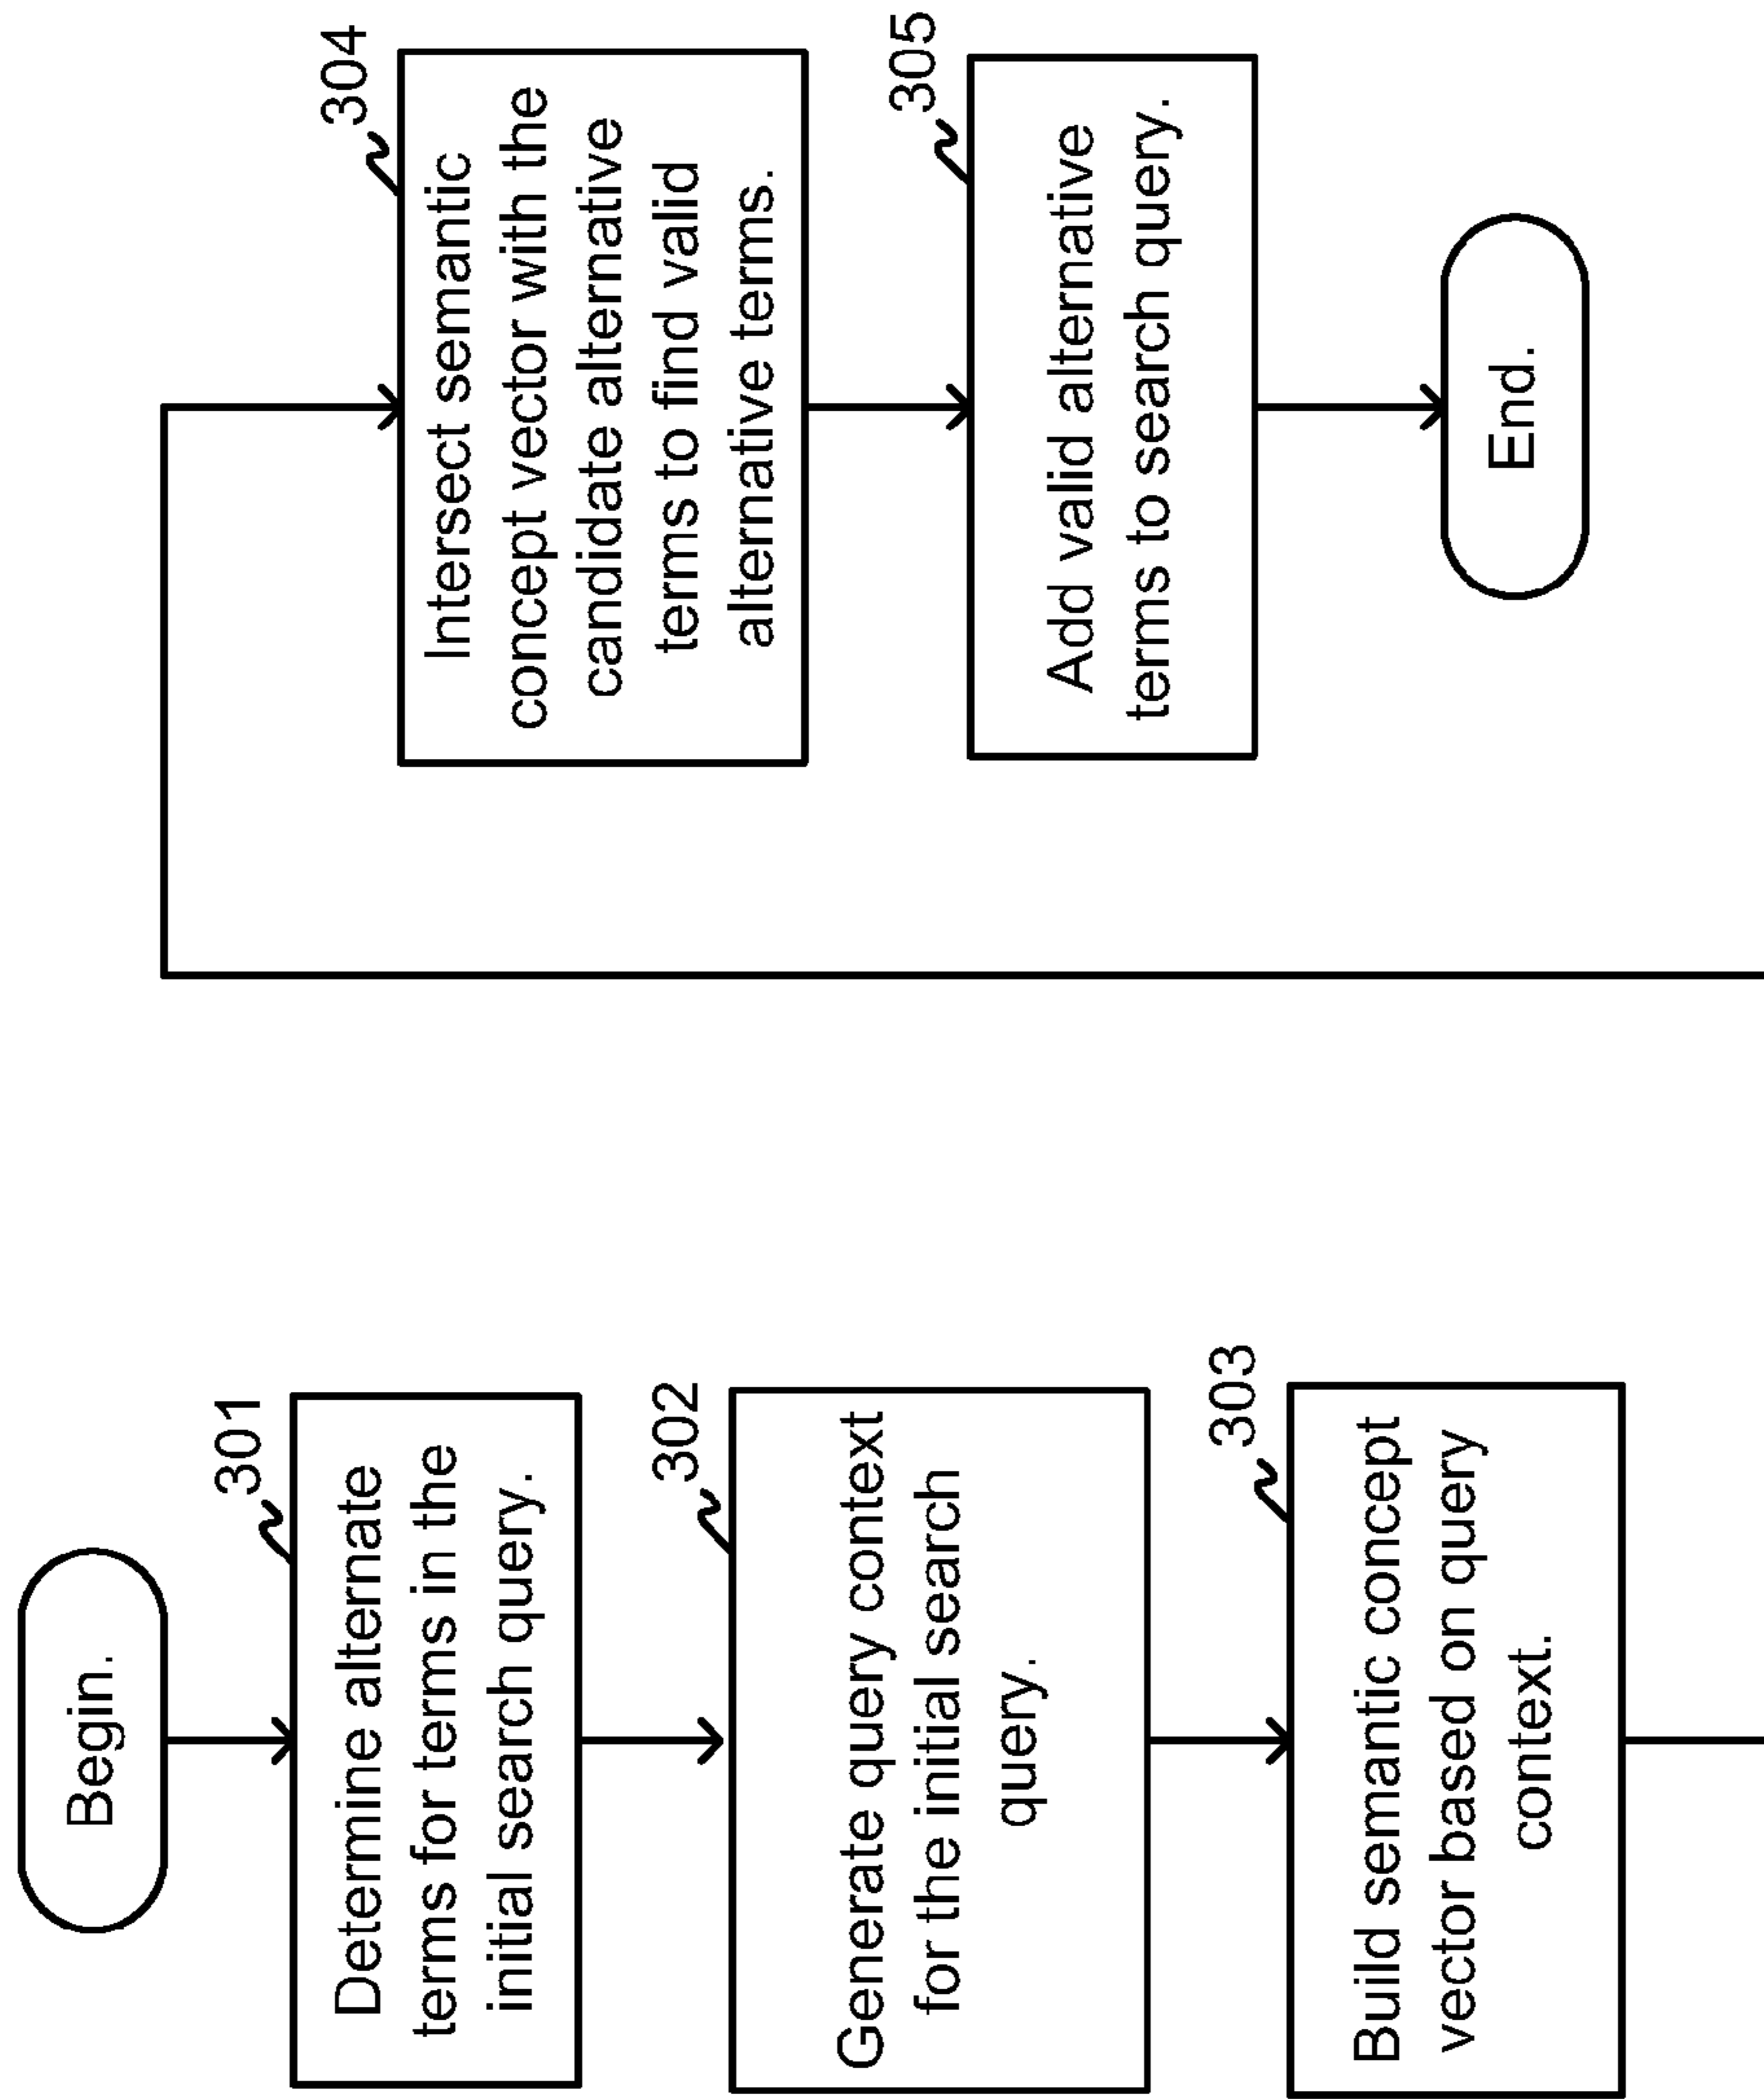 Begin.
301
Determine alternate
terms for terms in the
initial search query.
302
Generate query context
for the initial search
query.
303
Build semantic concept
vector based on query
context.
304
Intersect semantic
concept vector with the
candidate alternative
terms to find valid
alternative terms.
305
Add valid alternative
terms to search query.
End.